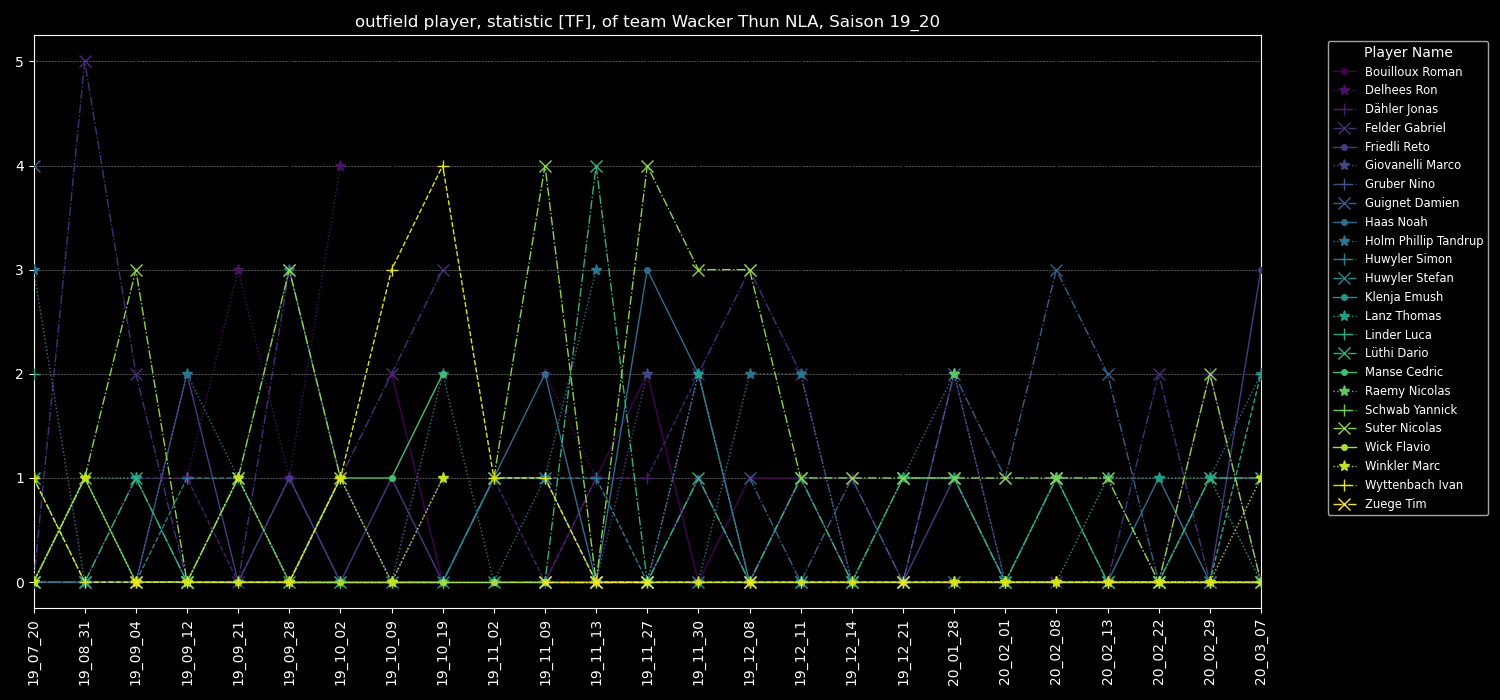 outfield player, statistic [TF], of team Wacker Thun NLA, Saison 19_20
5
4
3
2
1
0
19_07_20
19_08_31
19_09_04
19_09_12
19_09_21
19_09_28
19_10_02
19_10_09
19_10_19
19_11_02
19_11_09
19_11_13
19_11_27
19_11_30
19_12_08
19_12_11
19_12_14
19_12_21
20_01_28
20_02_01
20_02_08
20_02_13
20_02_22
20_02_29
20_03_07
Player Name
Bouilloux Roman
Delhees Ron
Dähler Jonas
Felder Gabriel
Friedli Reto
Giovanelli Marco
Gruber Nino
Guignet Damien
Haas Noah
Holm Phillip Tandrup
Huwyler Simon
Huwyler Stefan
Klenja Emush
Lanz Thomas
Linder Luca
Lüthi Dario
Manse Cedric
Raemy Nicolas
Schwab Yannick
Suter Nicolas
Wick Flavio
Winkler Marc
Wyttenbach Ivan
Zuege Tim